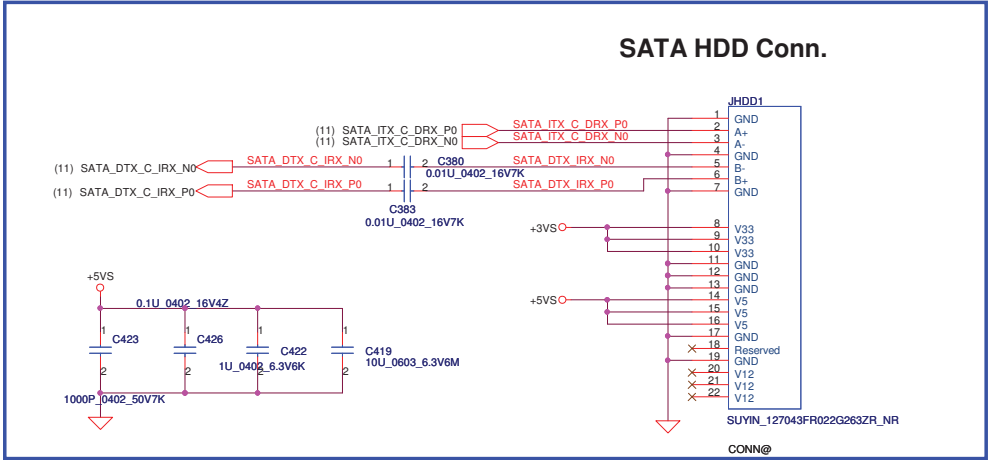 SATA HDD Conn.
JHDD1
(11) SATA_ITX_C_DRX_P0 SATA_ITX_C_DRX_P0
(11) SATA_ITX_C_DRX_N0 SATA_ITX_C_DRX_N0
(11) SATA_DTX_C_IRX_N0 SATA_DTX_C_IRX_N0 1 2 C380 SATA_DTX_IRX_N0
0.01U_0402_16V7K
(11) SATA_DTX_C_IRX_P0 SATA_DTX_C_IRX_P0 1 2 SATA_DTX_IRX_P0
C383
0.01U_0402_16V7K
1 GND
2 A+
3 A-
4 GND
5 B-
6 B+
7 GND
+3VS 8 V33
9 V33
10 V33
11 GND
12 GND
13 GND
+5VS 14 V5
15 V5
16 V5
17 GND
18 Reserved
19 GND
20 V12
21 V12
22 V12
SUYIN_127043FR022G263ZR_NR
CONN@
+5VS
0.1U_0402_16V4Z
1 1 1 1
C423 C426 C422 C419
1U_0402_6.3V6K 10U_0603_6.3V6M
2 2 2 2
1000P_0402_50V7K